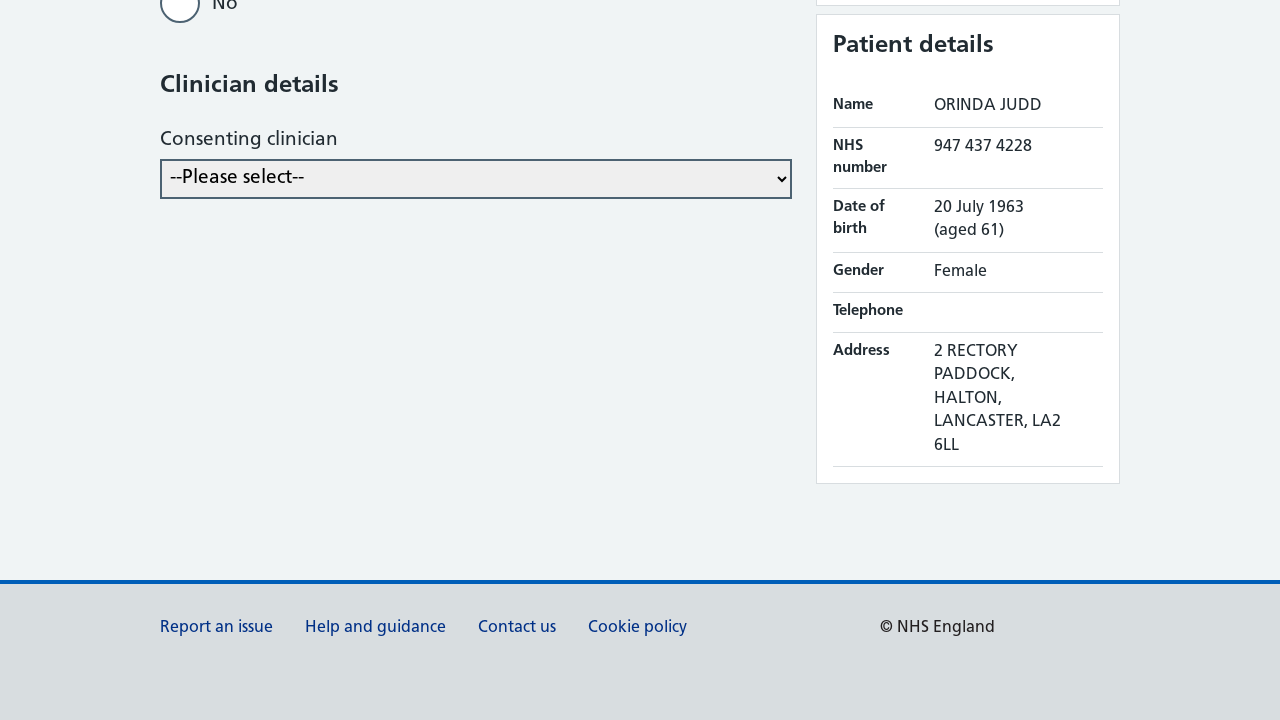 No
Clinician details
Consenting clinician
--Please select--
Patient details
Name ORINDA JUDD
NHS number 947 437 4228
Date of birth 20 July 1963 (aged 61)
Gender Female
Telephone
Address 2 RECTORY
PADDOCK,
HALTON,
LANCASTER, LA2
6LL
Report an issue Help and guidance Contact us Cookie policy © NHS England